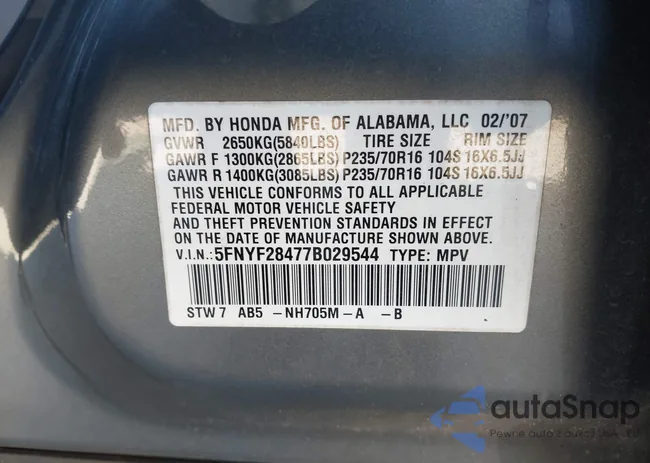 MFD. BY HONDA MFG. OF ALABAMA, LLC 02/'07
GVWR 2650KG(5840LBS) TIRE SIZE RIM SIZE
GAWR F 1300KG(2865LBS) P235/70R16 104S 16X6.5JJ
GAWR R 1400KG(3085LBS) P235/70R16 104S 16X6.5JJ
THIS VEHICLE CONFORMS TO ALL APPLICABLE
FEDERAL MOTOR VEHICLE SAFETY
AND THEFT PREVENTION STANDARDS IN EFFECT
ON THE DATE OF MANUFACTURE SHOWN ABOVE.
V.I.N.: 5FNYF28477B029544 TYPE: MPV
STW7 AB5 -NH705M-A -B
autaSnap
Pewne auta z